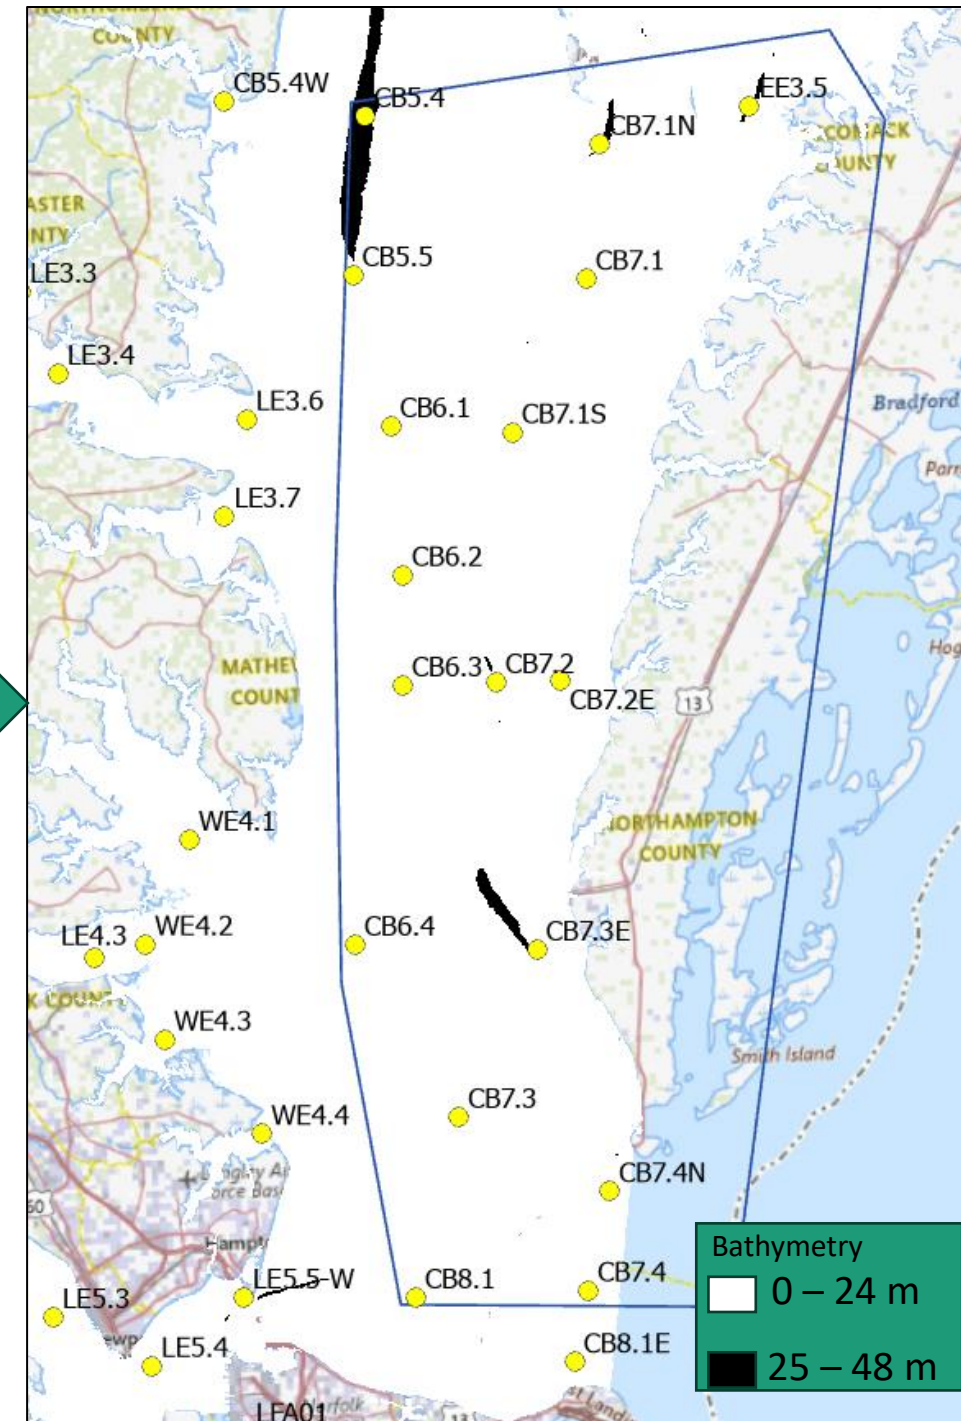 COUNTY
CB5.4W
CB5.4
EE3.5
CB7.1N
COUNTY
CB5.5
CB7.1
LE3.3
LE3.4
LE3.6
CB6.1
CB7.1S
Bradford
LE3.7
CB6.2
CB6.3
CB7.2
CB7.2E
13
WE4.1
NORTHAMPTON
COUNTY
WE4.2
LE4.3
CB6.4
CB7.3E
WE4.3
Smith Island
CB7.3
WE4.4
CB7.4N
60
LE5.5-W
CB8.1
CB7.4
LE5.3
LE5.4
CB8.1E
LFA01
13
Bathymetry
0 – 24 m
25 – 48 m